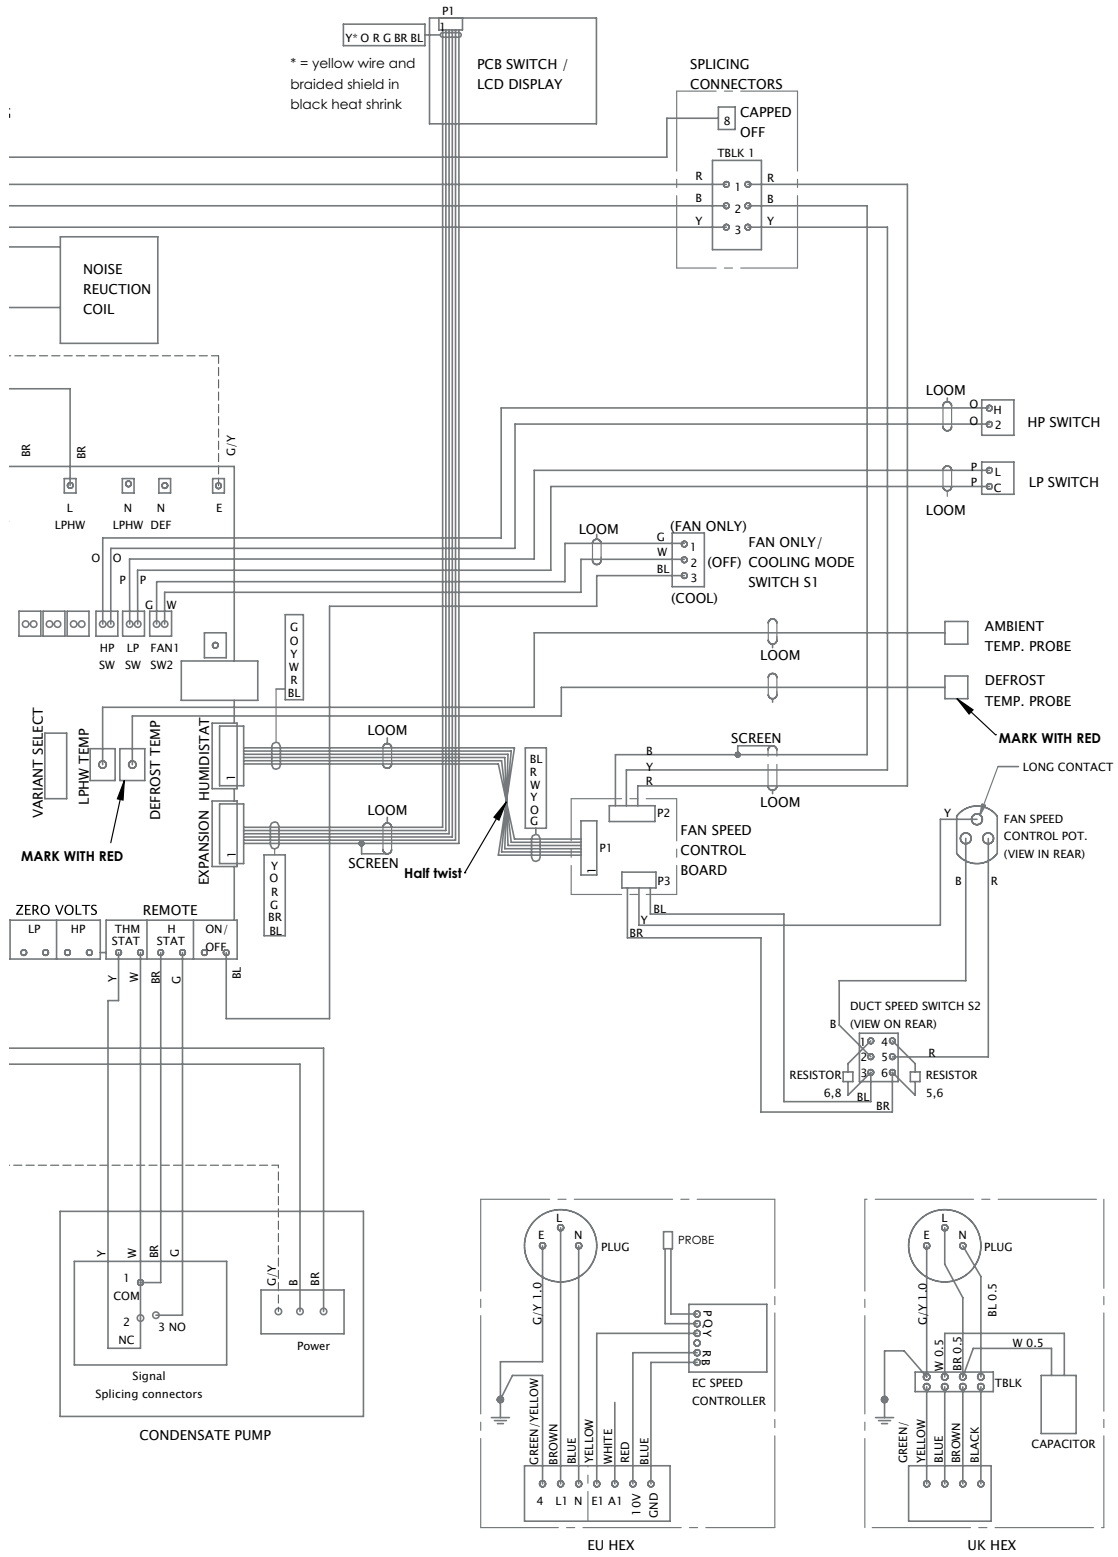 P1
1
Y* O R G BR BL
* = yellow wire and
braided shield in
black heat shrink
PCB SWITCH /
LCD DISPLAY
SPLICING
CONNECTORS
8
CAPPED
OFF
TBLK 1
R 1 R
B 2 B
Y 3 Y
NOISE
REUCTION
COIL
BR
BR
G/Y
L
LPHW
N
LPHW
N
DEF
E
LOOM
O H
O 2
HP SWITCH
P L
P C
LP SWITCH
LOOM
O O
P P
G W
LOOM
(FAN ONLY)
G 1
W 2
BL 3
(OFF)
(COOL)
FAN ONLY/
COOLING MODE
SWITCH S1
HP
SW
LP
SW
FAN1
SW2
G
O
Y
W
R
BL
LOOM
AMBIENT
TEMP. PROBE
DEFROST
TEMP. PROBE
MARK WITH RED
VARIANT SELECT
LPHW TEMP
DEFROST TEMP
MARK WITH RED
HUMIDISTAT
1
EXPANSION
1
LOOM
LOOM
SCREEN
Y
O
R
G
BR
BL
Half twist
BL
R
W
Y
O
G
SCREEN
B
Y
R
LOOM
P2
P1
1
P3
FAN SPEED
CONTROL
BOARD
BL
Y
BR
LONG CONTACT
Y
FAN SPEED
CONTROL POT.
(VIEW IN REAR)
B
R
ZERO VOLTS
LP
HP
REMOTE
THM
STAT
H
STAT
ON/
OFF
Y
W
BR
G
BL
DUCT SPEED SWITCH S2
(VIEW ON REAR)
B
R
1 4
2 5
3 6
RESISTOR
6,8
RESISTOR
5,6
BL
BR
Y
W
BR
G
1
COM
2
NC
3 NO
Signal
Splicing connectors
G/Y
B
BR
Power
CONDENSATE PUMP
L
E
N
PLUG
PROBE
G/Y 1.0
P
Q
Y
R
B
EC SPEED
CONTROLLER
GREEN/YELLOW
BROWN
BLUE
YELLOW
WHITE
RED
BLUE
4
L1
N
E1
A1
10V
GND
EU HEX
L
E
N
PLUG
G/Y 1.0
W 0.5
BR 0.5
BL 0.5
W 0.5
TBLK
CAPACITOR
GREEN/
YELLOW
BLUE
BROWN
BLACK
UK HEX